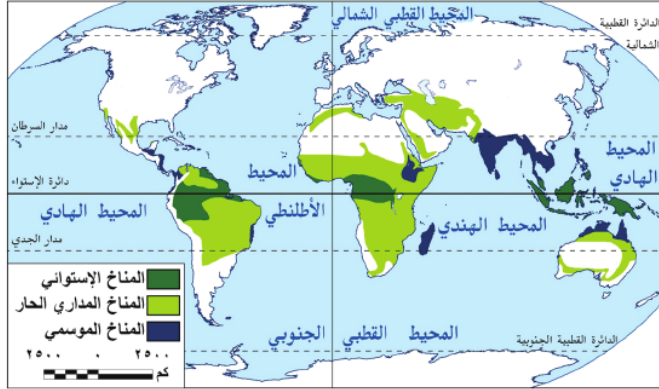 المحيط القطبي الشمالي
الدائرة القطبية
الشمالية
مدار السرطان
المحيط
الهادي
المحيط
الأطلنطي
دائرة الإستواء
المحيط الهادي
المحيط الهندي
مدار الجدي
المناخ الإستوائي
المناخ المداري الحار
المناخ الموسمي
المحيط القطبي الجنوبي
الدائرة القطبية الجنوبية
٢٥٠٠ ٠ ٢٥٠٠
كم